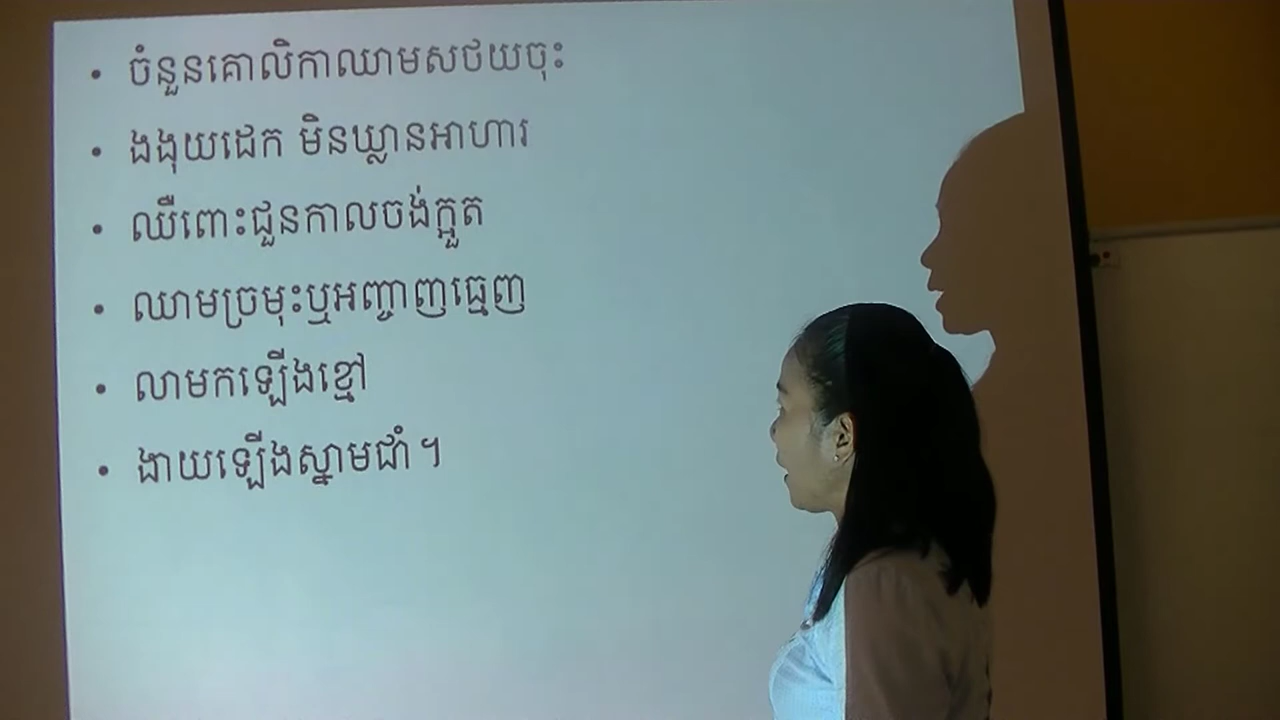 • ចំនួនគោលិកាឈាមសថយចុះ
• ងងុយដេក មិនឃ្លានអាហារ
• ឈឺពោះជួនកាលចង់ក្អួត
• ឈាមច្រមុះឬអញ្ចាញធ្មេញ
• លាមកឡើងខ្មៅ
• ងាយឡើងស្នាមជាំ។